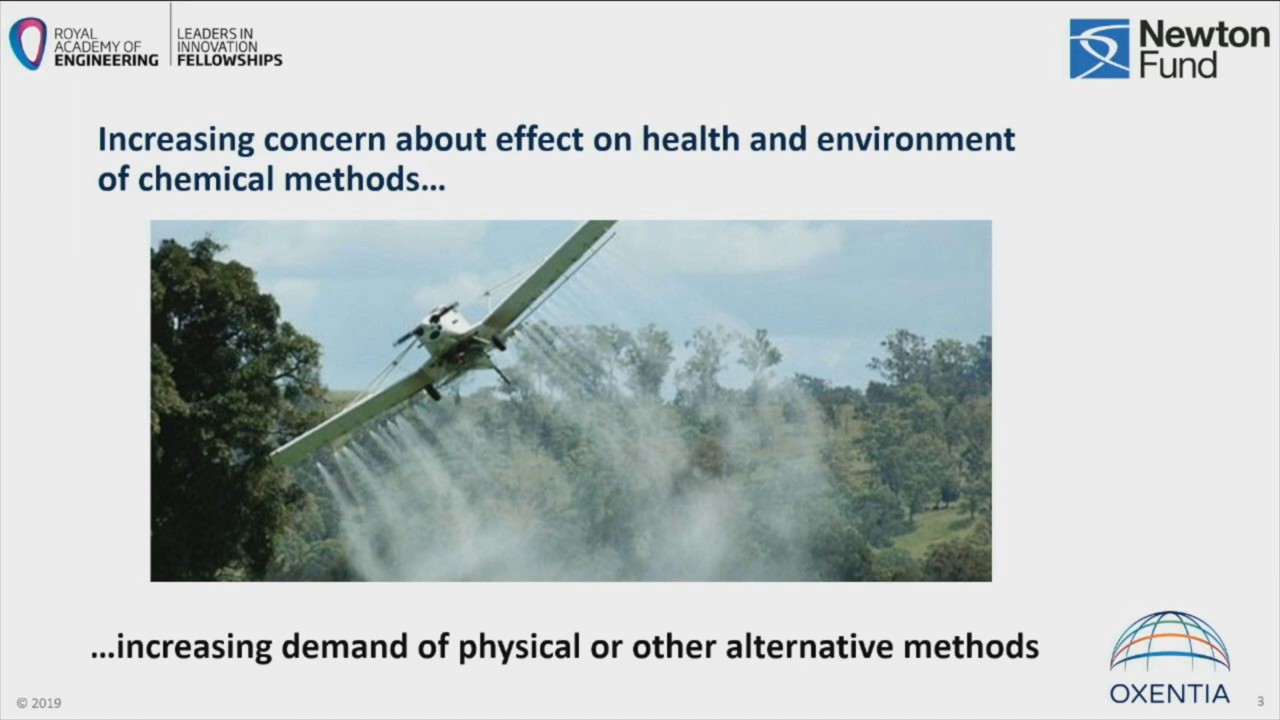 ROYAL
ACADEMY OF
ENGINEERING
LEADERS IN
INNOVATION
FELLOWSHIPS
Newton
Fund
Increasing concern about effect on health and environment
of chemical methods...
...increasing demand of physical or other alternative methods
OXENTIA
© 2019
3